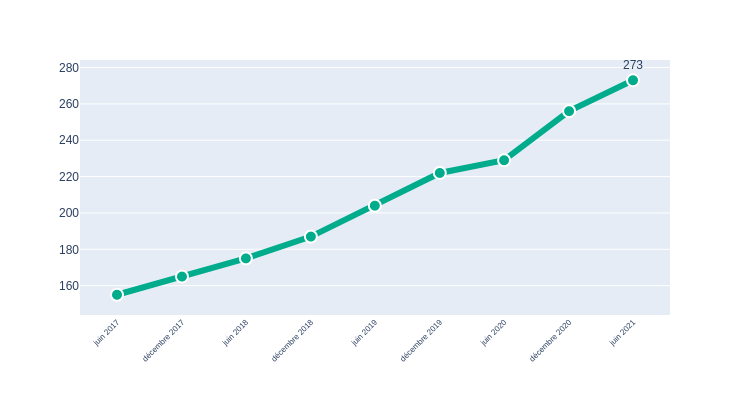 273
280
260
240
220
200
180
160
juin 2017
décembre 2017
juin 2018
décembre 2018
juin 2019
décembre 2019
juin 2020
décembre 2020
juin 2021